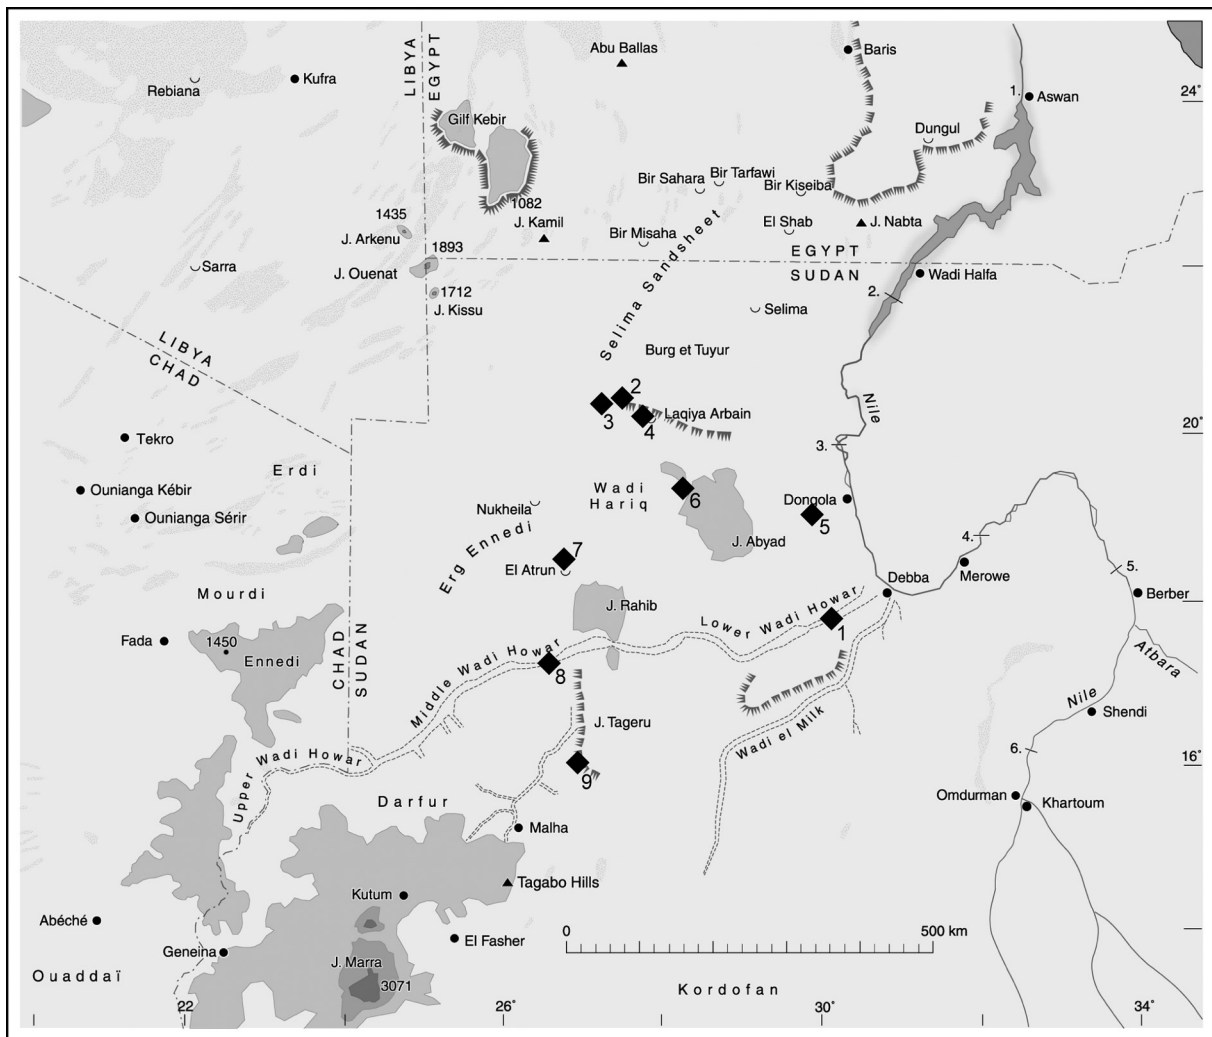 Abu Ballas
Baris
LIBYA
EGYPT
Rebiana
Kufra
1.
Aswan
24°
Gilf Kebir
Dungul
Bir Sahara
Bir Tarfawi
Bir Kiseiba
1082
J. Kamil
1435
J. Arkenu
Bir Misaha
El Shab
J. Nabta
1893
J. Ouenat
Sarra
EGYPT
SUDAN
Wadi Halfa
2.
1712
J. Kissu
Selima Sandsheet
Selima
LIBYA
CHAD
Burg et Tuyur
2
3
4
Laqiya Arbain
Nile
20°
3.
Tekro
Erdi
Ounianga Kébir
Ounianga Sérir
Nukheila
Wadi
Hariq
6
Dongola
5
J. Abyad
4.
Erg Ennedi
7
El Atrun
Debba
Merowe
5.
Berber
Mourdi
J. Rahib
Lower Wadi Howar
1
Fada
1450
Ennedi
CHAD
SUDAN
Middle Wadi Howar
8
Atbara
Nile
Shendi
J. Tageru
Wadi el Milk
Upper Wadi Howar
9
6.
16°
Darfur
Omdurman
Khartoum
Malha
Kutum
Tagabo Hills
Abéché
Geneina
El Fasher
0
500 km
J. Marra
3071
Ouaddaï
Kordofan
22
26
30°
34°